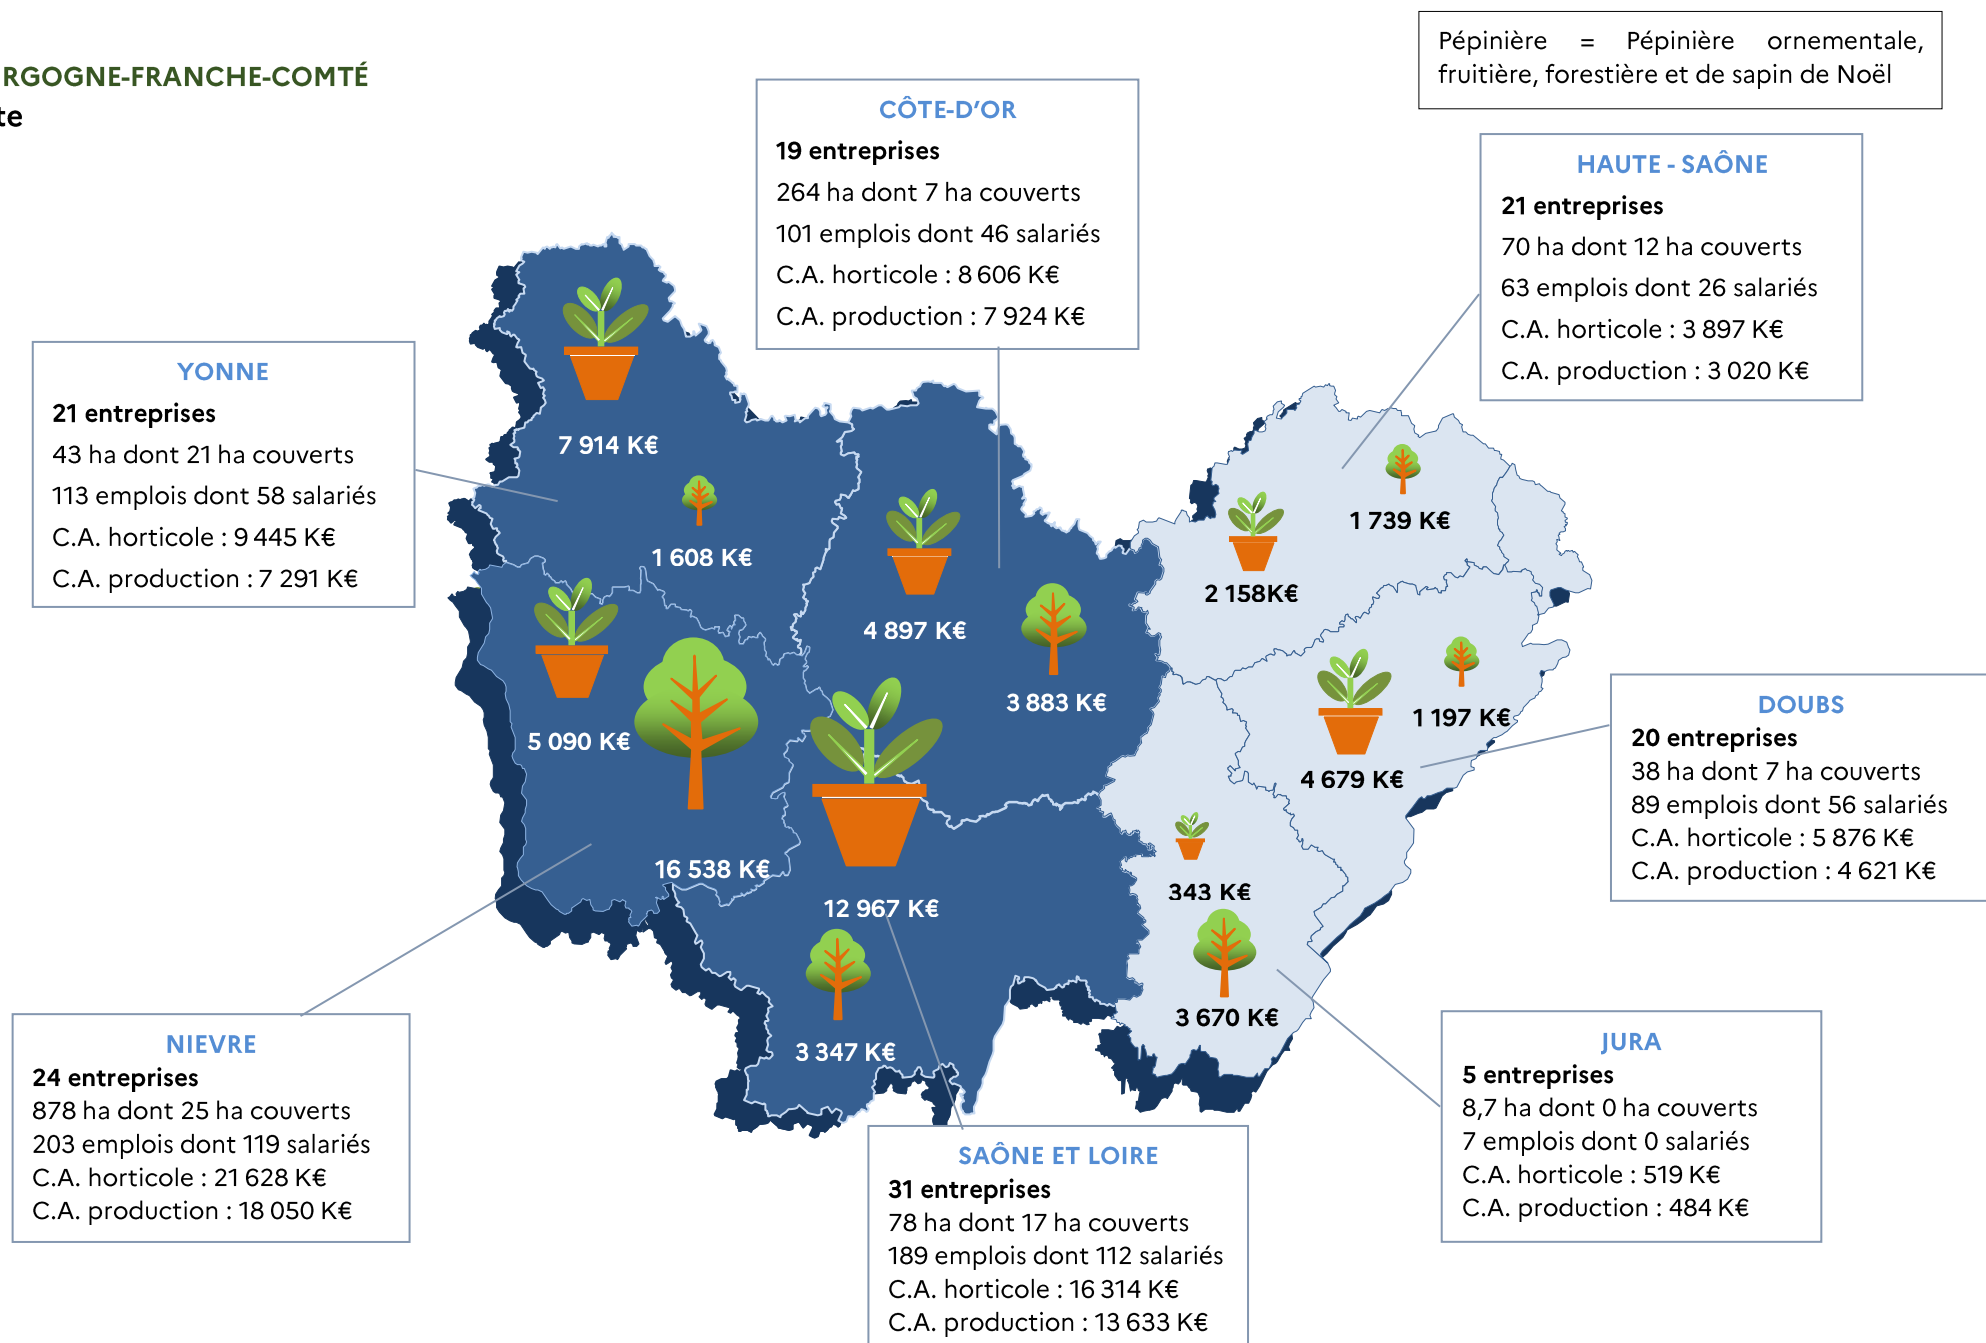 RGOGNE-FRANCHE-COMTÉ
te
Pépinière = Pépinière ornementale,
fruitière, forestière et de sapin de Noël
CÔTE-D’OR
19 entreprises
264 ha dont 7 ha couverts
101 emplois dont 46 salariés
C.A. horticole : 8 606 K€
C.A. production : 7 924 K€
HAUTE - SAÔNE
21 entreprises
70 ha dont 12 ha couverts
63 emplois dont 26 salariés
C.A. horticole : 3 897 K€
C.A. production : 3 020 K€
YONNE
21 entreprises
43 ha dont 21 ha couverts
113 emplois dont 58 salariés
C.A. horticole : 9 445 K€
C.A. production : 7 291 K€
7 914 K€
1 608 K€
4 897 K€
3 883 K€
1 739 K€
2 158K€
1 197 K€
4 679 K€
5 090 K€
16 538 K€
12 967 K€
3 347 K€
343 K€
3 670 K€
DOUBS
20 entreprises
38 ha dont 7 ha couverts
89 emplois dont 56 salariés
C.A. horticole : 5 876 K€
C.A. production : 4 621 K€
NIEVRE
24 entreprises
878 ha dont 25 ha couverts
203 emplois dont 119 salariés
C.A. horticole : 21 628 K€
C.A. production : 18 050 K€
SAÔNE ET LOIRE
31 entreprises
78 ha dont 17 ha couverts
189 emplois dont 112 salariés
C.A. horticole : 16 314 K€
C.A. production : 13 633 K€
JURA
5 entreprises
8,7 ha dont 0 ha couverts
7 emplois dont 0 salariés
C.A. horticole : 519 K€
C.A. production : 484 K€